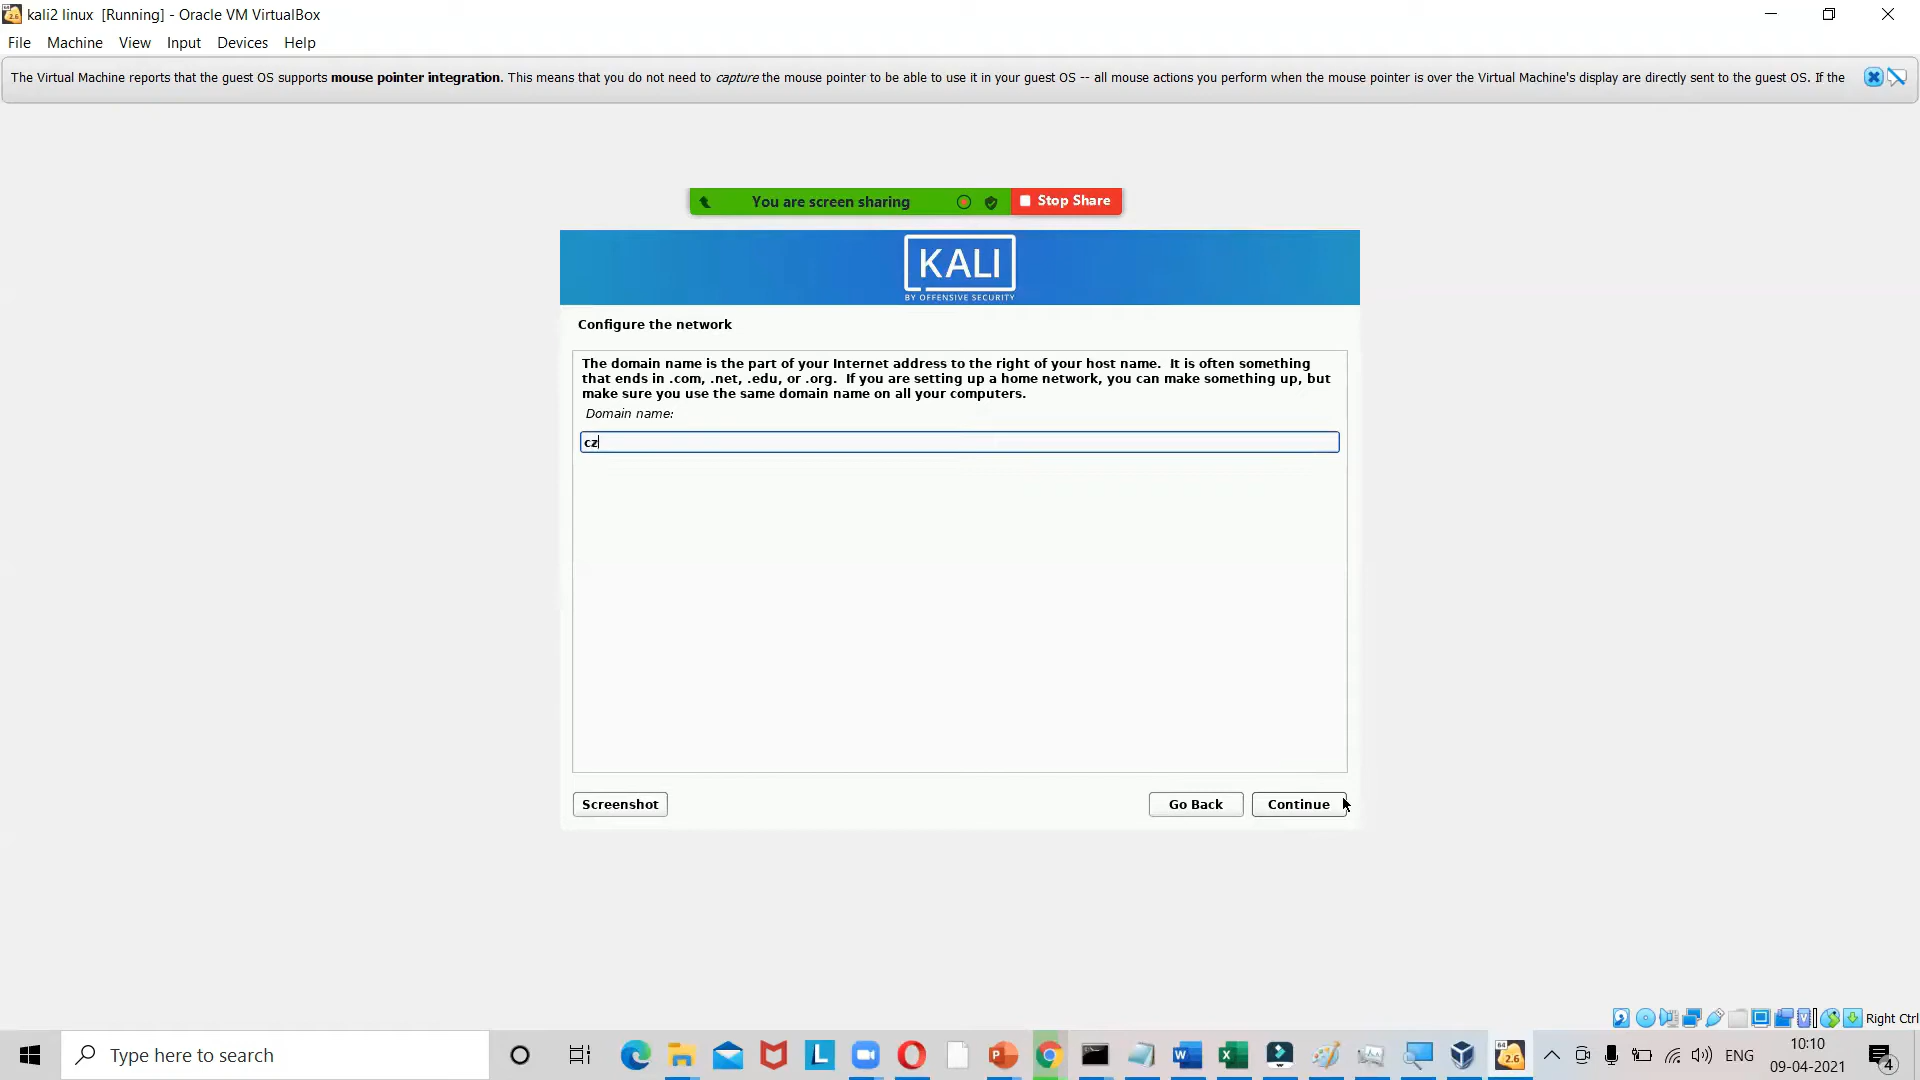 kali2 linux [Running] - Oracle VM VirtualBox
File Machine View Input Devices Help
The Virtual Machine reports that the guest OS supports mouse pointer integration. This means that you do not need to capture the mouse pointer to be able to use it in your guest OS -- all mouse actions you perform when the mouse pointer is over the Virtual Machine's display are directly sent to the guest OS. If the
You are screen sharing Stop Share
KALI
BY OFFENSIVE SECURITY
Configure the network
The domain name is the part of your Internet address to the right of your host name. It is often something
that ends in .com, .net, .edu, or .org. If you are setting up a home network, you can make something up, but
make sure you use the same domain name on all your computers.
Domain name:
cz
Screenshot Go Back Continue
Right Ctrl
Type here to search
L
P
W
X
64
2.6
ENG
10:10
09-04-2021
4